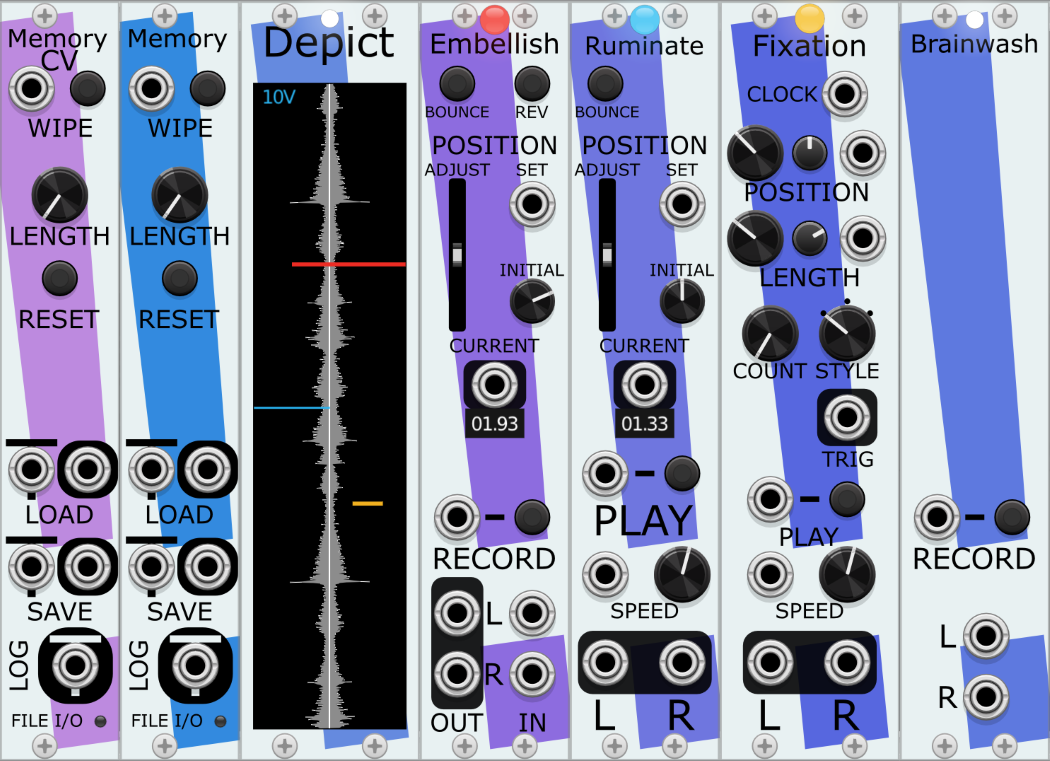 Memory
CV
WIPE
LENGTH
RESET
LOAD
SAVE
LOG
FILE I/O
Memory
WIPE
LENGTH
RESET
LOAD
SAVE
LOG
FILE I/O
Depict
10V
Embellish
BOUNCE REV
POSITION
ADJUST SET
INITIAL
CURRENT
01.93
RECORD
L
R
OUT IN
Ruminate
BOUNCE
POSITION
ADJUST SET
INITIAL
CURRENT
01.33
PLAY
SPEED
L R
Fixation
CLOCK
POSITION
LENGTH
COUNT STYLE
TRIG
PLAY
SPEED
L R
Brainwash
RECORD
L
R